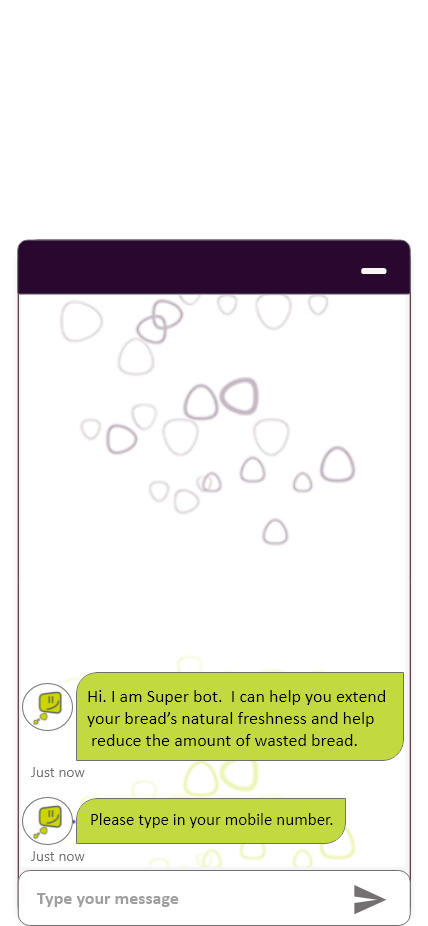 Hi. I am Super bot.  I can help you extend
your bread’s natural freshness and help
reduce the amount of wasted bread.
Just now
Please type in your mobile number.
Just now
Type your message